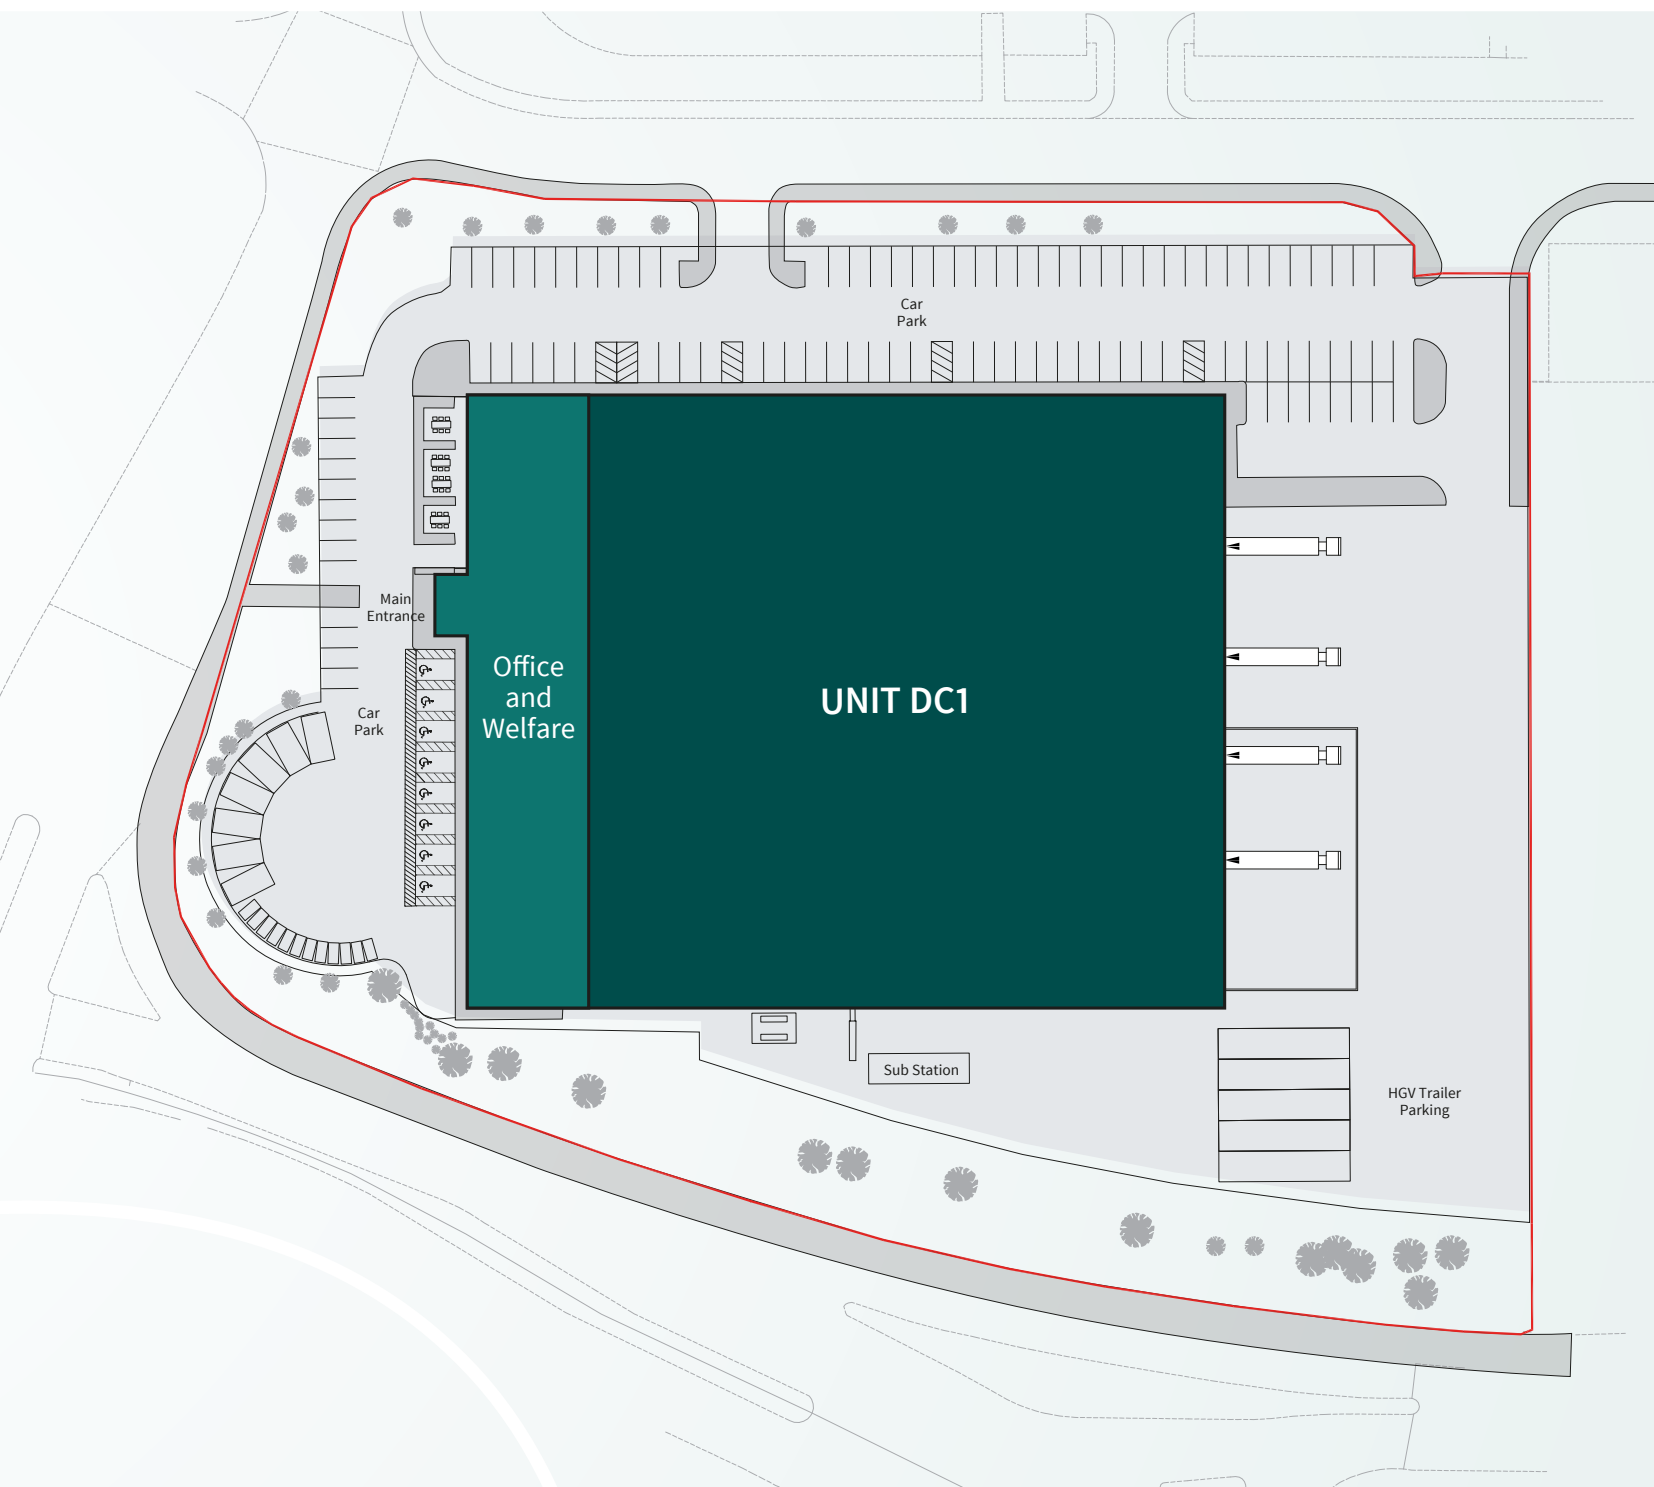 Car
Park
Main
Entrance
Office
and
Welfare
UNIT DC1
Car
Park
Sub Station
HGV Trailer
Parking